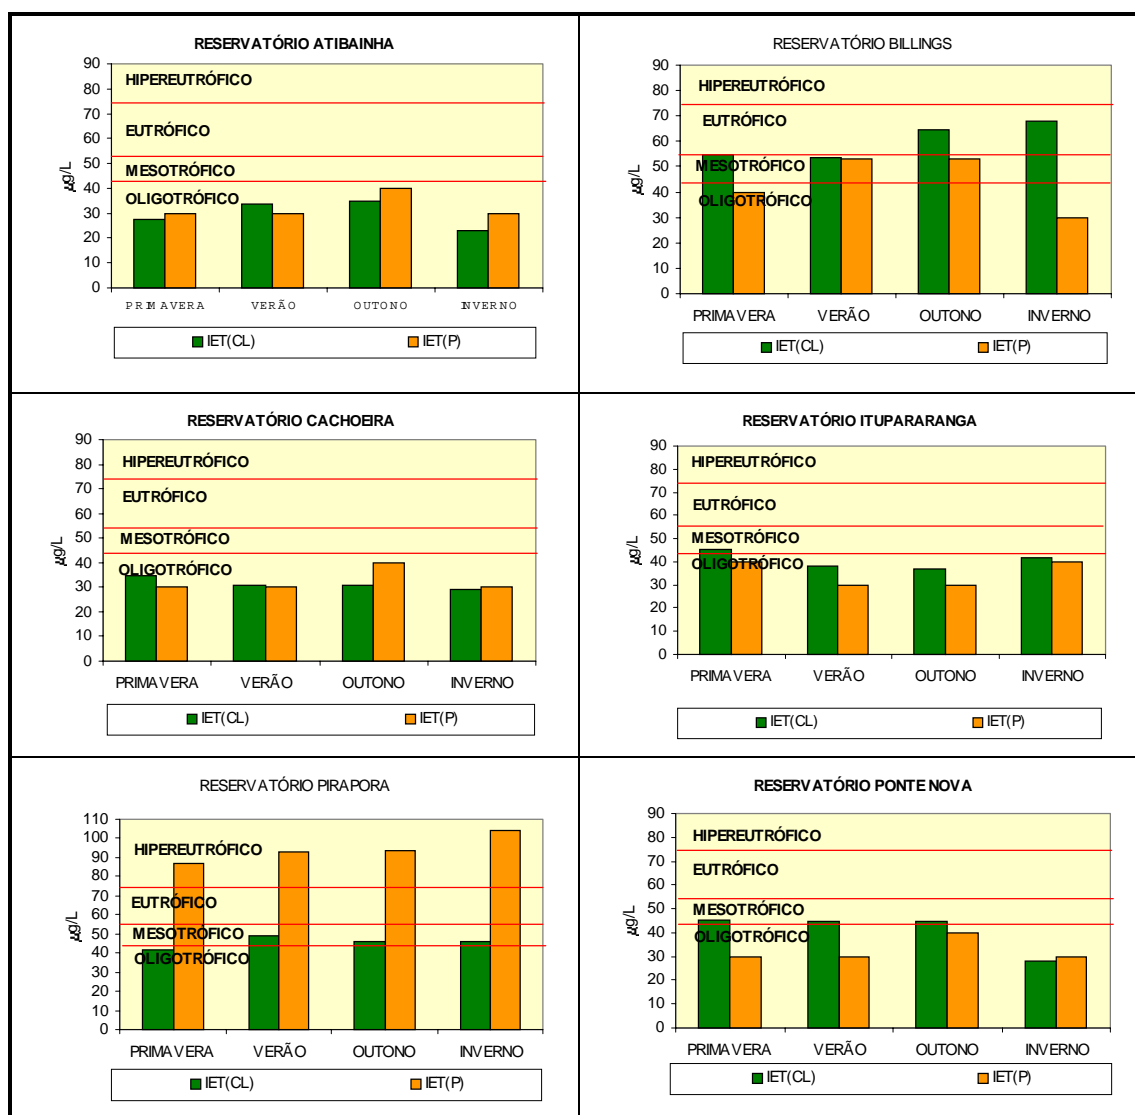 RESERVATÓRIO ATIBAINHA
90
80
70
60
50
40
30
20
10
0
µg/L
HIPEREUTRÓFICO
EUTRÓFICO
MESOTRÓFICO
OLIGOTRÓFICO
PRIMAVERA VERÃO OUTONO INVERNO
IET(CL) IET(P)
RESERVATÓRIO BILLINGS
90
80
70
60
50
40
30
20
10
0
µg/L
HIPEREUTRÓFICO
EUTRÓFICO
MESOTRÓFICO
OLIGOTRÓFICO
PRIMAVERA VERÃO OUTONO INVERNO
IET(CL) IET(P)
RESERVATÓRIO CACHOEIRA
90
80
70
60
50
40
30
20
10
0
µg/L
HIPEREUTRÓFICO
EUTRÓFICO
MESOTRÓFICO
OLIGOTRÓFICO
PRIMAVERA VERÃO OUTONO INVERNO
IET(CL) IET(P)
RESERVATÓRIO ITUPARARANGA
90
80
70
60
50
40
30
20
10
0
µg/L
HIPEREUTRÓFICO
EUTRÓFICO
MESOTRÓFICO
OLIGOTRÓFICO
PRIMAVERA VERÃO OUTONO INVERNO
IET(CL) IET(P)
RESERVATÓRIO PIRAPORA
110
100
90
80
70
60
50
40
30
20
10
0
µg/L
HIPEREUTRÓFICO
EUTRÓFICO
MESOTRÓFICO
OLIGOTRÓFICO
PRIMAVERA VERÃO OUTONO INVERNO
IET(CL) IET(P)
RESERVATÓRIO PONTE NOVA
90
80
70
60
50
40
30
20
10
0
µg/L
HIPEREUTRÓFICO
EUTRÓFICO
MESOTRÓFICO
OLIGOTRÓFICO
PRIMAVERA VERÃO OUTONO INVERNO
IET(CL) IET(P)